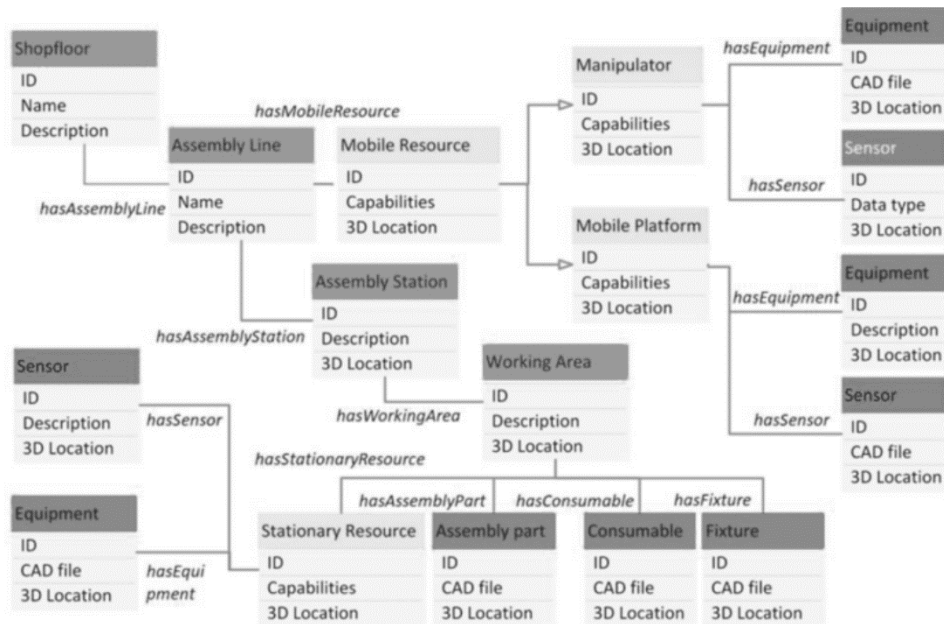 Shopfloor
ID
Name
Description
hasAssemblyLine
hasMobileResource
Assembly Line
ID
Name
Description
Mobile Resource
ID
Capabilities
3D Location
Manipulator
ID
Capabilities
3D Location
hasEquipment
Equipment
ID
CAD file
3D Location
hasSensor
Sensor
ID
Data type
3D Location
Mobile Platform
ID
Capabilities
3D Location
hasEquipment
Equipment
ID
Description
3D Location
hasSensor
Sensor
ID
CAD file
3D Location
hasAssemblyStation
Assembly Station
ID
Description
3D Location
hasWorkingArea
Working Area
ID
Description
3D Location
Sensor
ID
Description
3D Location
hasSensor
hasStationaryResource
hasAssemblyPart
hasConsumable
hasFixture
Equipment
ID
CAD file
3D Location
hasEqui
pment
Stationary Resource
ID
Capabilities
3D Location
Assembly part
ID
CAD file
3D Location
Consumable
ID
CAD file
3D Location
Fixture
ID
CAD file
3D Location